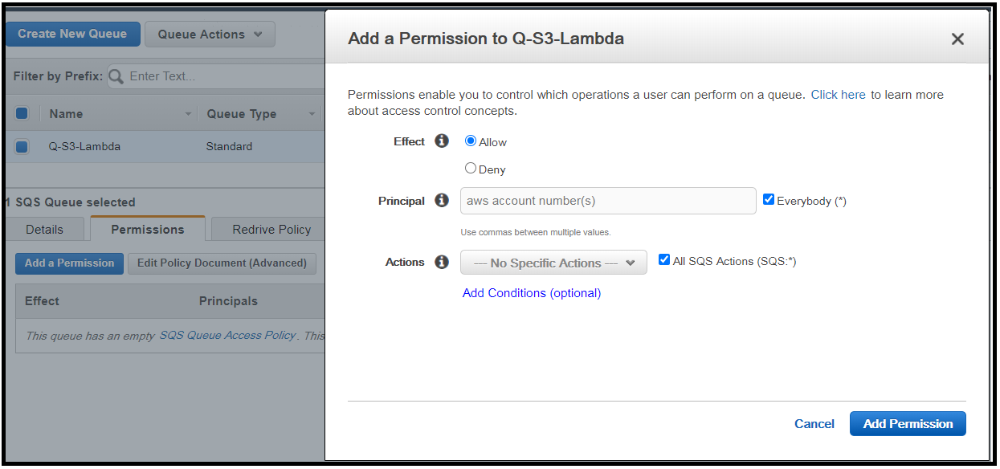 Create New Queue
Queue Actions
Filter by Prefix:
Enter Text...
Name
Queue Type
Q-S3-Lambda
Standard
1 SQS Queue selected
Details
Permissions
Redrive Policy
Add a Permission
Edit Policy Document (Advanced)
Effect
Principals
This queue has an empty SQS Queue Access Policy. This
Add a Permission to Q-S3-Lambda
Permissions enable you to control which operations a user can perform on a queue. Click here to learn more
about access control concepts.
Effect
Allow
Deny
Principal
aws account number(s)
Everybody (*)
Use commas between multiple values.
Actions
--- No Specific Actions ---
All SQS Actions (SQS:*)
Add Conditions (optional)
Cancel
Add Permission